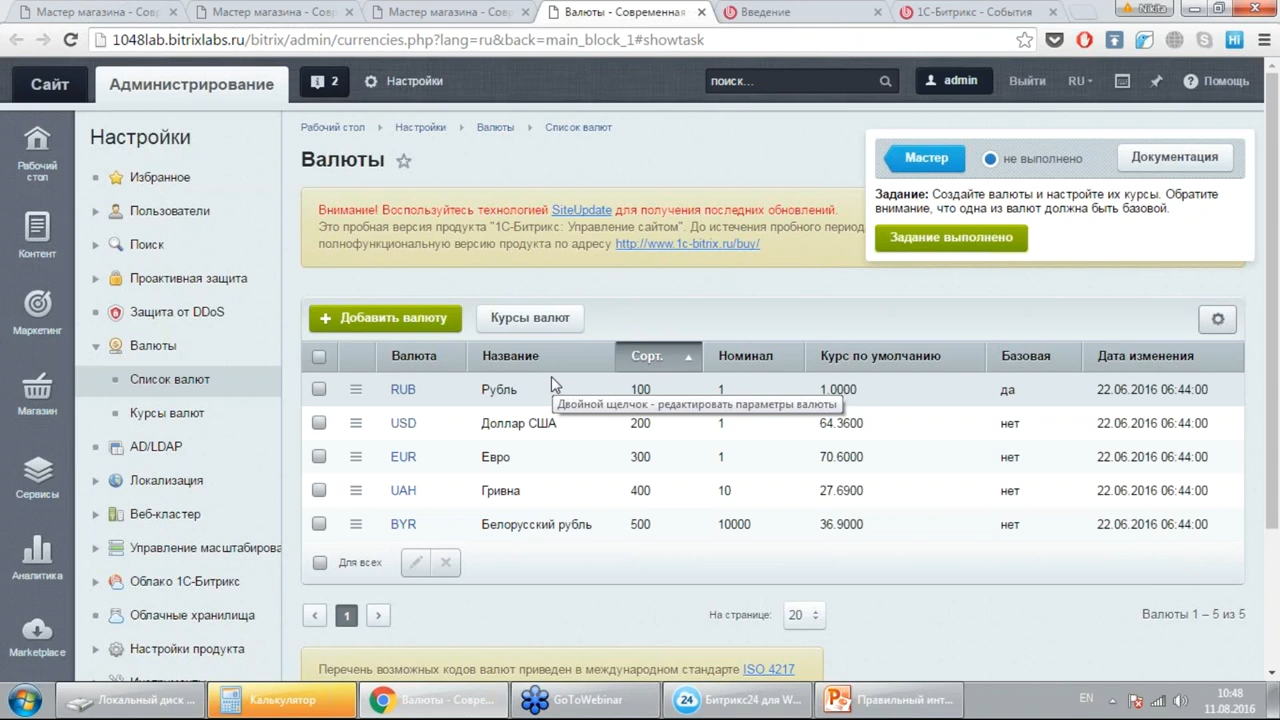 Мастер магазина - Совр
Мастер магазина - Совр
Мастер магазина - Совр
Валюты - Современная
Введение
1С-Битрикс - События
Nikita
1048lab.bitrixlabs.ru/bitrix/admin/currencies.php?lang=ru&back=main_block_1#showtask
Hi
Сайт
Администрирование
2
Настройки
поиск...
admin
Выйти
RU
Помощь
Рабочий стол
Контент
Маркетинг
Магазин
Сервисы
Аналитика
Marketplace
Настройки
Избранное
Пользователи
Поиск
Проактивная защита
Защита от DDoS
Валюты
Список валют
Курсы валют
AD/LDAP
Локализация
Веб-кластер
Управление масштабирова
Облако 1С-Битрикс
Облачные хранилища
Настройки продукта
Рабочий стол Настройки Валюты Список валют
Валюты
Внимание! Воспользуйтесь технологией SiteUpdate для получения последних обновлений.
Это пробная версия продукта "1С-Битрикс: Управление сайтом". До истечения пробного период
полнофункциональную версию продукта по адресу http://www.1c-bitrix.ru/buy/
Мастер
не выполнено
Документация
Задание: Создайте валюты и настройте их курсы. Обратите
внимание, что одна из валют должна быть базовой.
Задание выполнено
+ Добавить валюту
Курсы валют
Валюта Название Сорт. Номинал Курс по умолчанию Базовая Дата изменения
RUB Рубль 100 1 1.0000 да 22.06.2016 06:44:00
Двойной щелчок - редактировать параметры валюты
USD Доллар США 200 1 64.3600 нет 22.06.2016 06:44:00
EUR Евро 300 1 70.6000 нет 22.06.2016 06:44:00
UAH Гривна 400 10 27.6900 нет 22.06.2016 06:44:00
BYR Белорусский рубль 500 10000 36.9000 нет 22.06.2016 06:44:00
Для всех
1
На странице: 20
Валюты 1 – 5 из 5
Перечень возможных кодов валют приведен в международном стандарте ISO 4217
Локальный диск ...
Калькулятор
Валюты - Совре...
GoToWebinar
24 Битрикс24 для W...
Правильный инт...
EN
10:48
11.08.2016